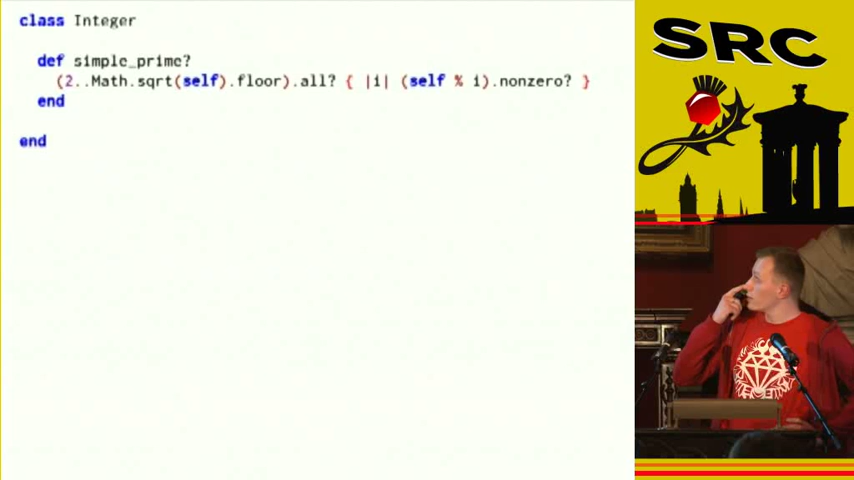 class Integer
def simple_prime?
(2..Math.sqrt(self).floor).all? { |i| (self % i).nonzero? }
end
end
SRC